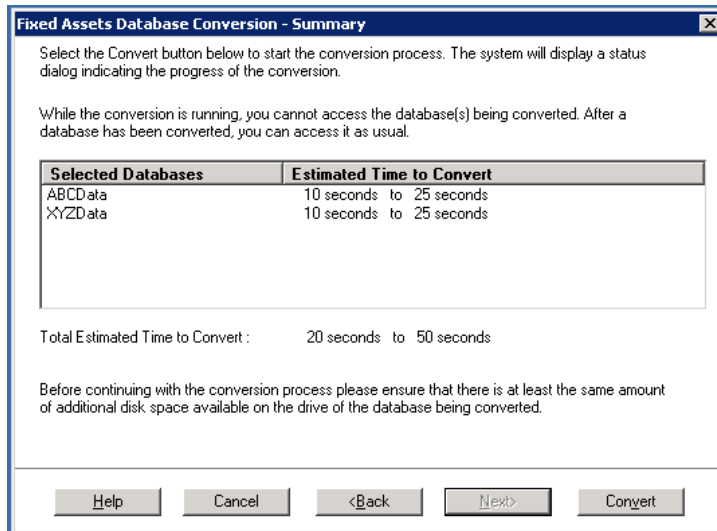 Fixed Assets Database Conversion - Summary
Select the Convert button below to start the conversion process. The system will display a status
dialog indicating the progress of the conversion.
While the conversion is running, you cannot access the database(s) being converted. After a
database has been converted, you can access it as usual.
Selected Databases Estimated Time to Convert
ABCData 10 seconds to 25 seconds
XYZData 10 seconds to 25 seconds
Total Estimated Time to Convert : 20 seconds to 50 seconds
Before continuing with the conversion process please ensure that there is at least the same amount
of additional disk space available on the drive of the database being converted.
Help Cancel <Back Next> Convert